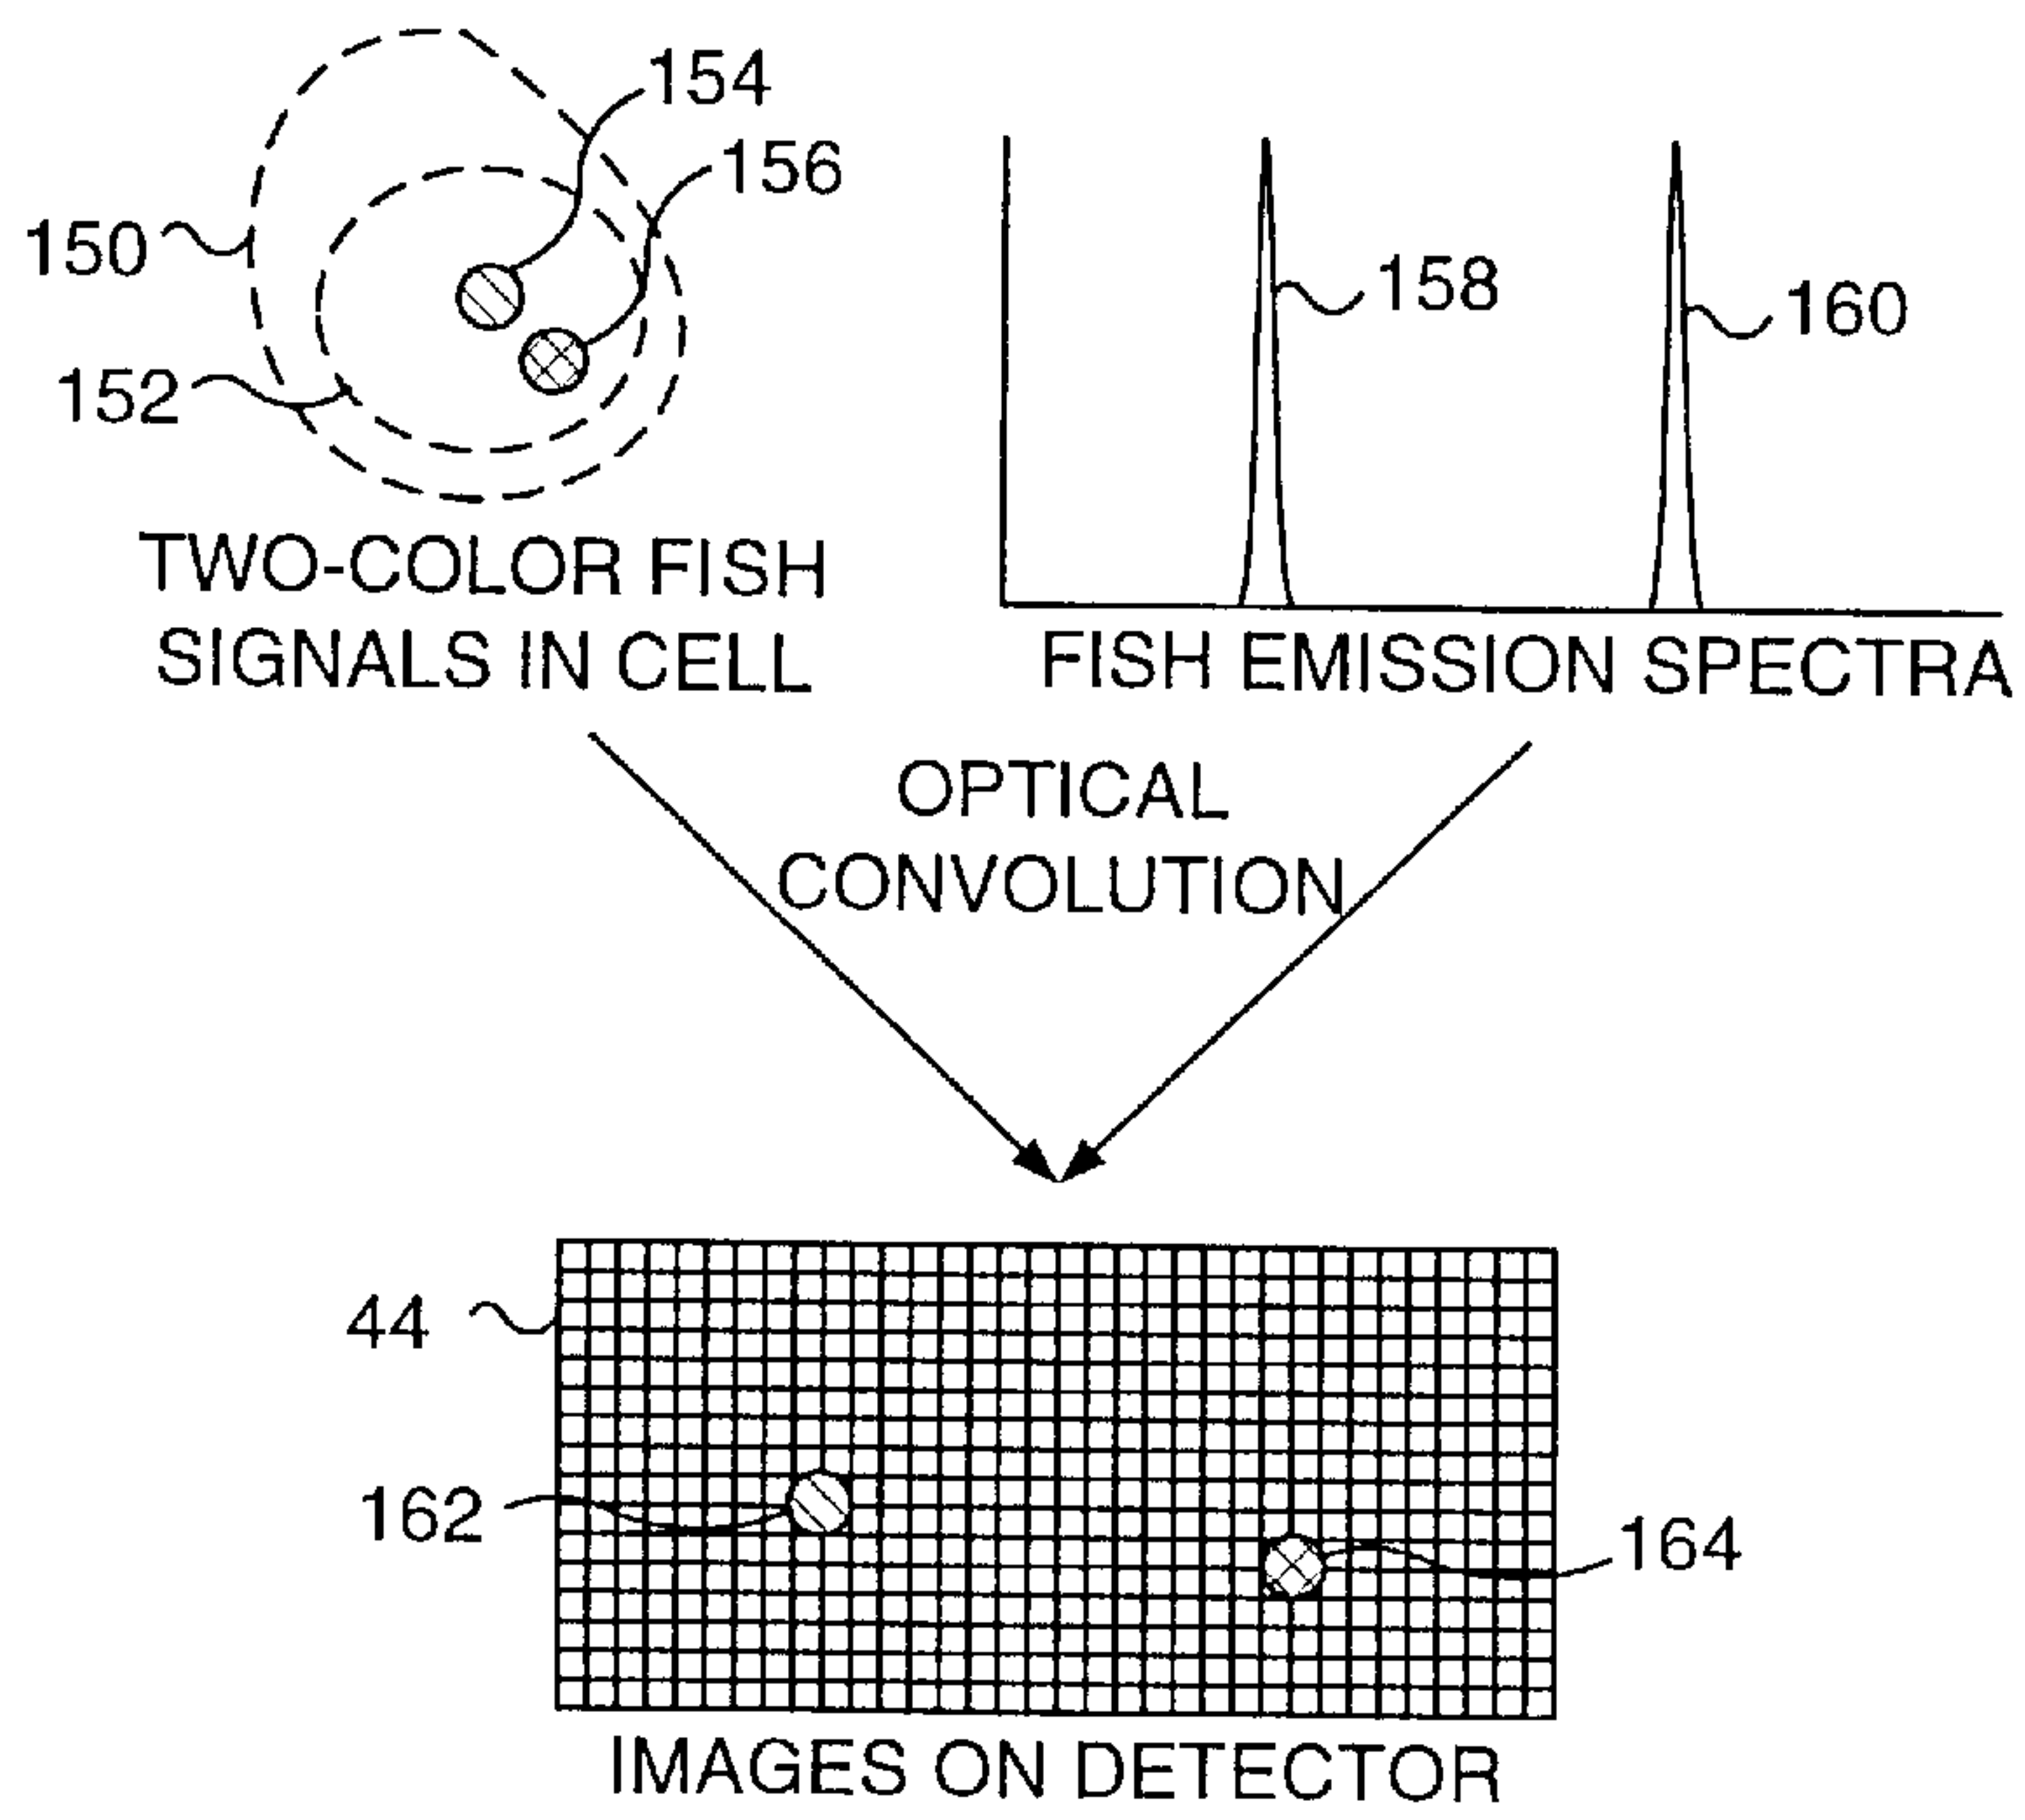 154
156
150
152
158
160
TWO-COLOR FISH
SIGNALS IN CELL
FISH EMISSION SPECTRA
OPTICAL
CONVOLUTION
44
162
164
IMAGES ON DETECTOR